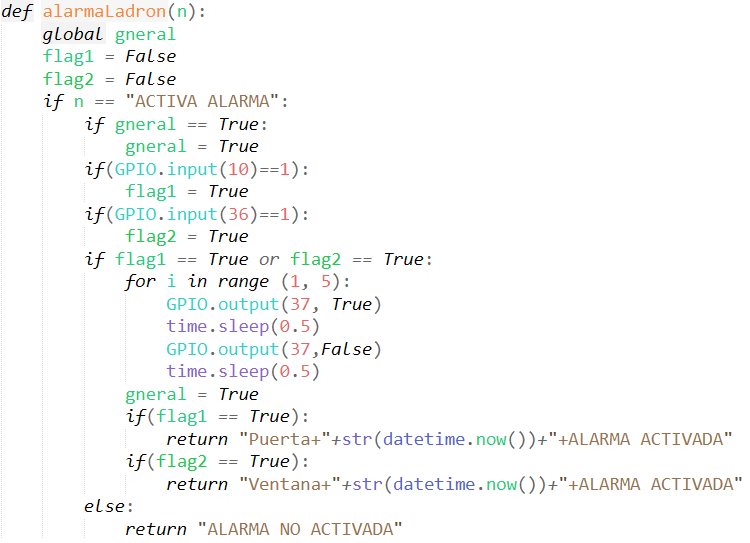 def alarmaLadron(n):
    global gneral
    flag1 = False
    flag2 = False
    if n == "ACTIVA ALARMA":
        if gneral == True:
            gneral = True
        if(GPIO.input(10)==1):
            flag1 = True
        if(GPIO.input(36)==1):
            flag2 = True
        if flag1 == True or flag2 == True:
            for i in range (1, 5):
                GPIO.output(37, True)
                time.sleep(0.5)
                GPIO.output(37,False)
                time.sleep(0.5)
            gneral = True
            if(flag1 == True):
                return "Puerta+"+str(datetime.now())+"+ALARMA ACTIVADA"
            if(flag2 == True):
                return "Ventana+"+str(datetime.now())+"+ALARMA ACTIVADA"
        else:
            return "ALARMA NO ACTIVADA"